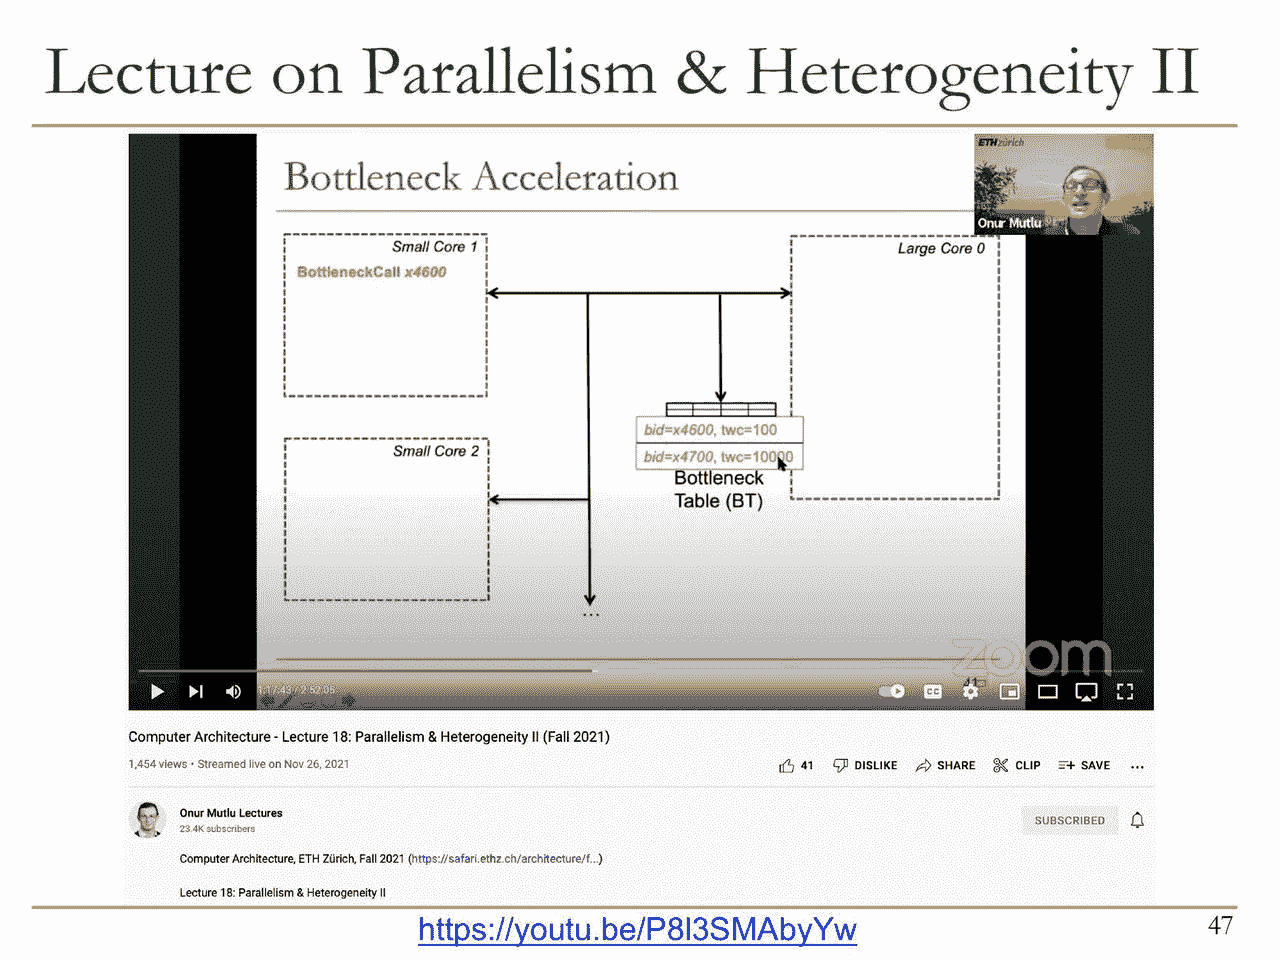 Lecture on Parallelism & Heterogeneity II
Bottleneck Acceleration
ETHzürich
Onur Mutlu
Small Core 1
BottleneckCall x4600
Large Core 0
bid=x4600, twc=100
bid=x4700, twc=10000
Bottleneck
Table (BT)
Small Core 2
...
zoom
41
1:17:43 / 2:52:05
CC
Computer Architecture - Lecture 18: Parallelism & Heterogeneity II (Fall 2021)
1,454 views • Streamed live on Nov 26, 2021
41 DISLIKE SHARE CLIP SAVE ...
Onur Mutlu Lectures
23.4K subscribers
SUBSCRIBED
Computer Architecture, ETH Zürich, Fall 2021 (https://safari.ethz.ch/architecture/f...)
Lecture 18: Parallelism & Heterogeneity II
https://youtu.be/P8l3SMAbyYw
47